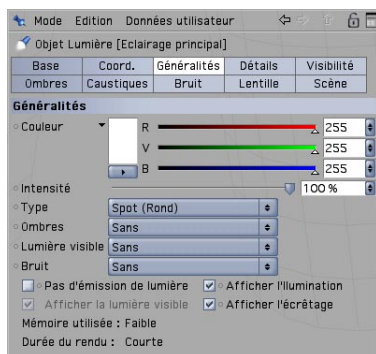 Mode Edition Données utilisateur
Objet Lumière [Eclairage principal]
Base Coord. Généralités Détails Visibilité
Ombres Caustiques Bruit Lentille Scène
Généralités
Couleur R 255
V 255
B 255
Intensité 100 %
Type Spot (Rond)
Ombres Sans
Lumière visible Sans
Bruit Sans
Pas d'émission de lumière Afficher l'Ilumination
Afficher la lumière visible Afficher l'écrêtage
Mémoire utilisée : Faible
Durée du rendu : Courte